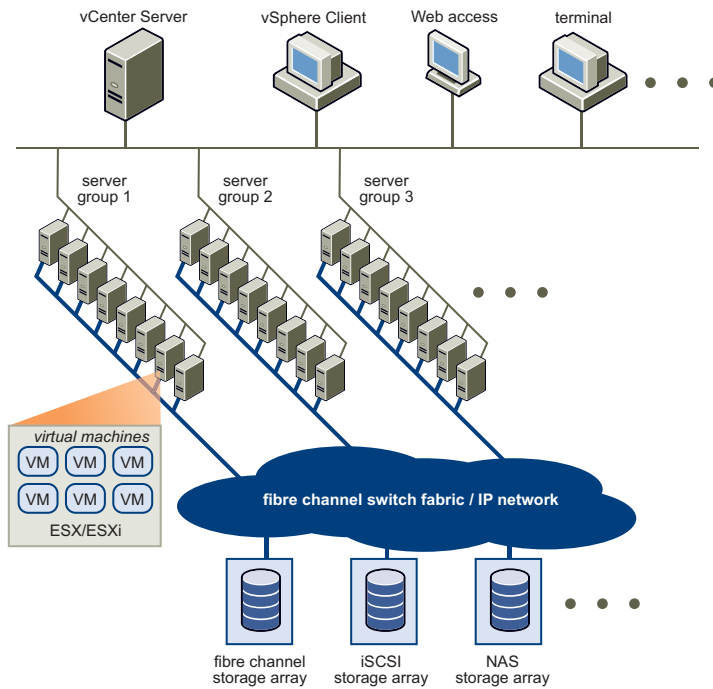 vCenter Server
vSphere Client
Web access
terminal
server
group 1
server
group 2
server
group 3
virtual machines
VM VM VM
VM VM VM
ESX/ESXi
fibre channel switch fabric / IP network
fibre channel
storage array
iSCSI
storage array
NAS
storage array